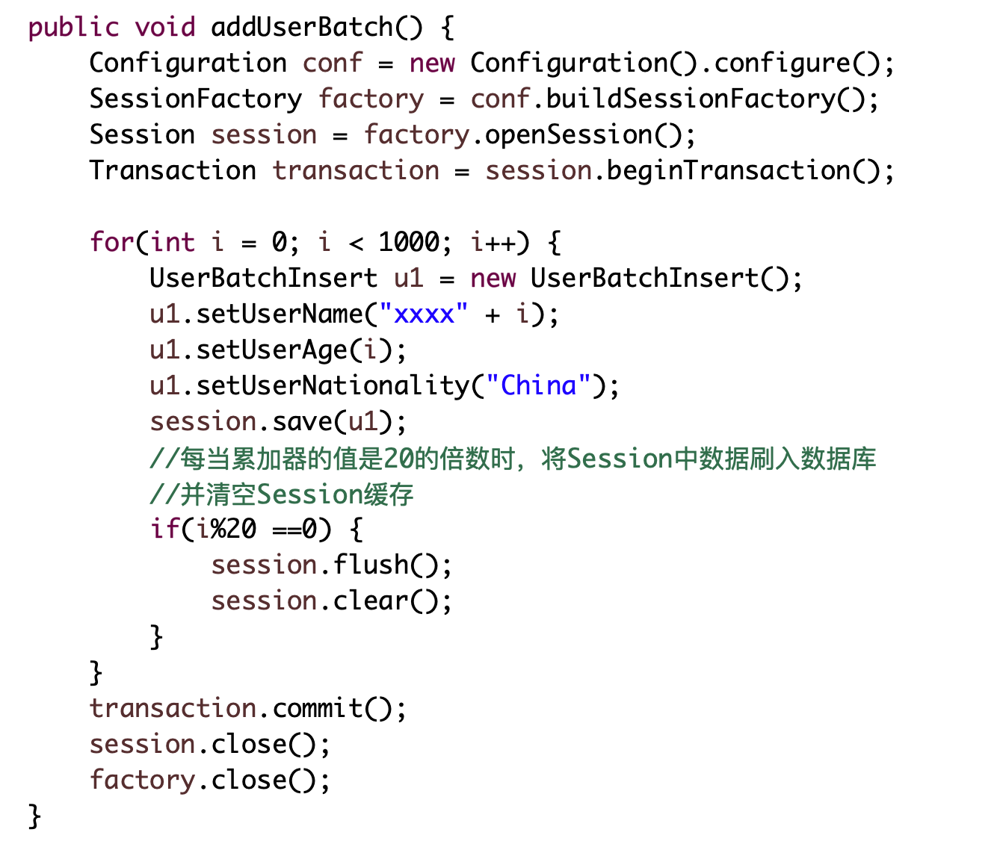 public void addUserBatch() {
    Configuration conf = new Configuration().configure();
    SessionFactory factory = conf.buildSessionFactory();
    Session session = factory.openSession();
    Transaction transaction = session.beginTransaction();

    for(int i = 0; i < 1000; i++) {
        UserBatchInsert u1 = new UserBatchInsert();
        u1.setUserName("xxxx" + i);
        u1.setUserAge(i);
        u1.setUserNationality("China");
        session.save(u1);
        //每当累加器的值是20的倍数时，将Session中数据刷入数据库
        //并清空Session缓存
        if(i%20 ==0) {
            session.flush();
            session.clear();
        }
    }
    transaction.commit();
    session.close();
    factory.close();
}